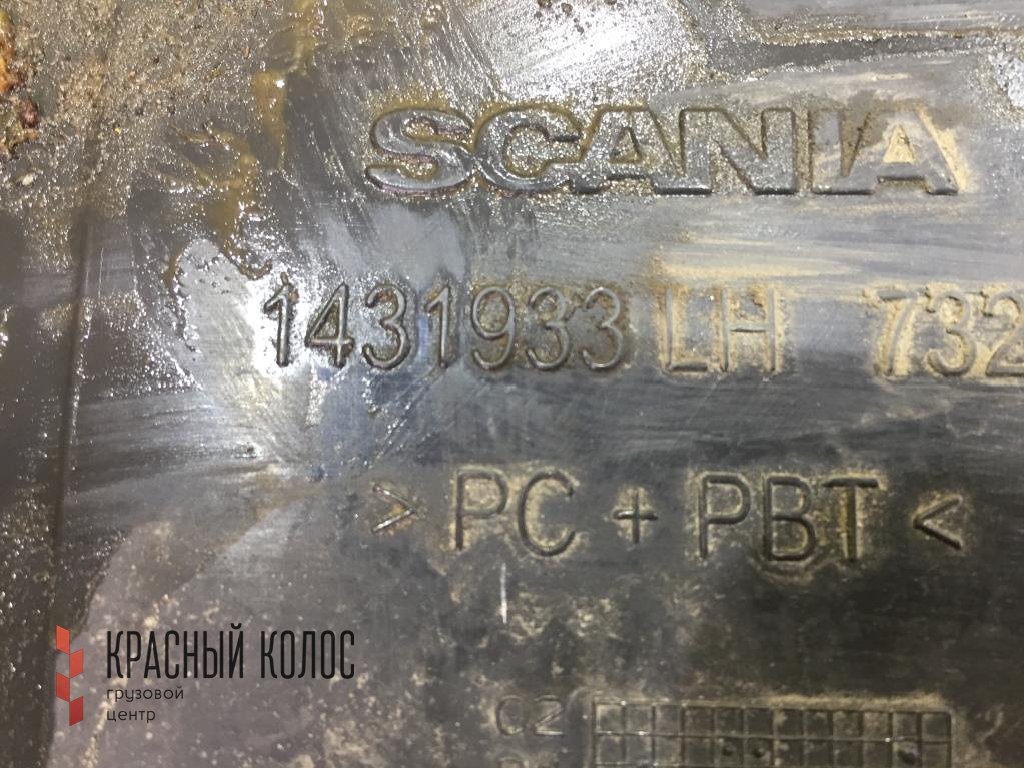 SCANIA
1431933 LH 732
> PC + PBT <
02
КРАСНЫЙ КОЛОС
грузовой
центр